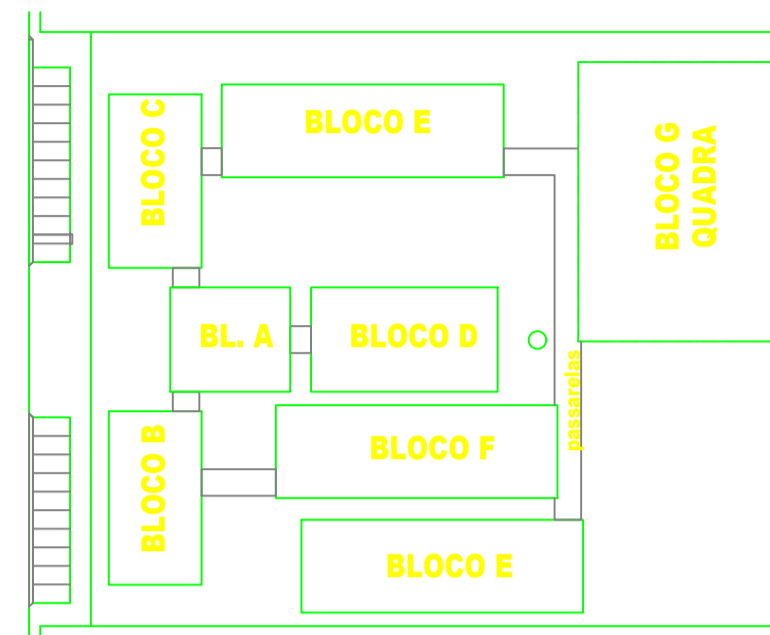 BLOCO C
BLOCO E
BLOCO G
QUADRA
BL. A
BLOCO D
passarelas
BLOCO B
BLOCO F
BLOCO E